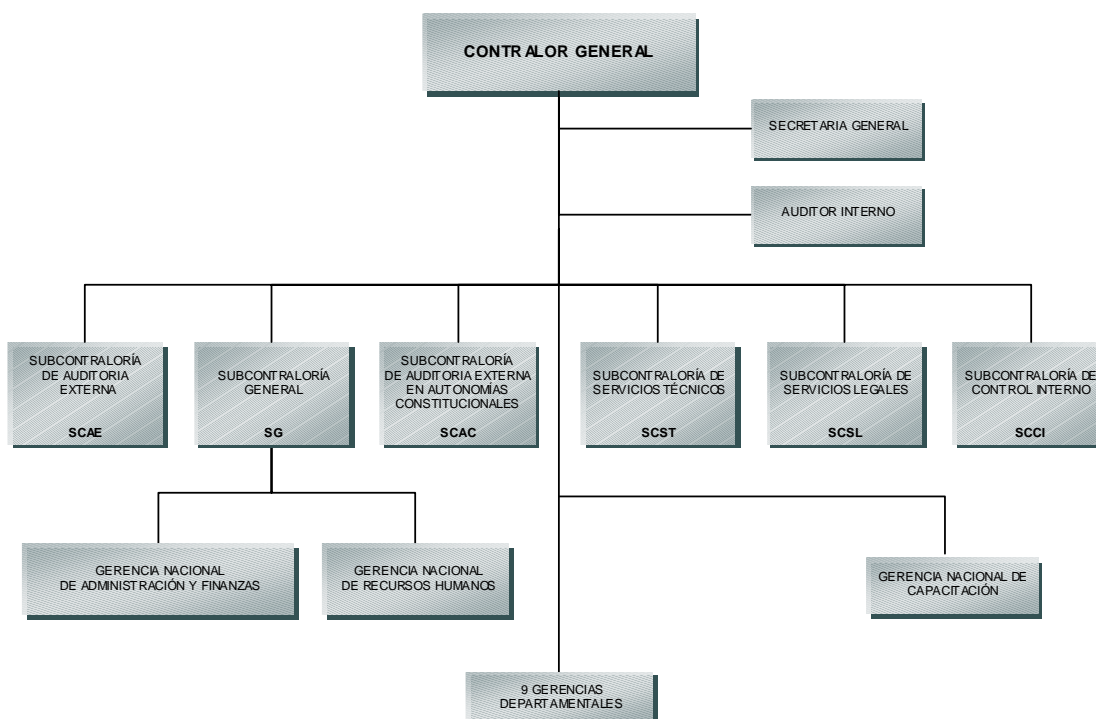 CONTRALOR GENERAL
SECRETARIA GENERAL
AUDITOR INTERNO
SUBCONTRALORÍA
DE AUDITORIA
EXTERNA
SCAE
SUBCONTRALORÍA
GENERAL
SG
SUBCONTRALORÍA
DE AUDITORIA EXTERNA
EN AUTONOMÍAS
CONSTITUCIONALES
SCAC
SUBCONTRALORÍA DE
SERVICIOS TÉCNICOS
SCST
SUBCONTRALORÍA DE
SERVICIOS LEGALES
SCSL
SUBCONTRALORÍA DE
CONTROL INTERNO
SCCI
GERENCIA NACIONAL
DE ADMINISTRACIÓN Y FINANZAS
GERENCIA NACIONAL
DE RECURSOS HUMANOS
GERENCIA NACIONAL DE
CAPACITACIÓN
9 GERENCIAS
DEPARTAMENTALES